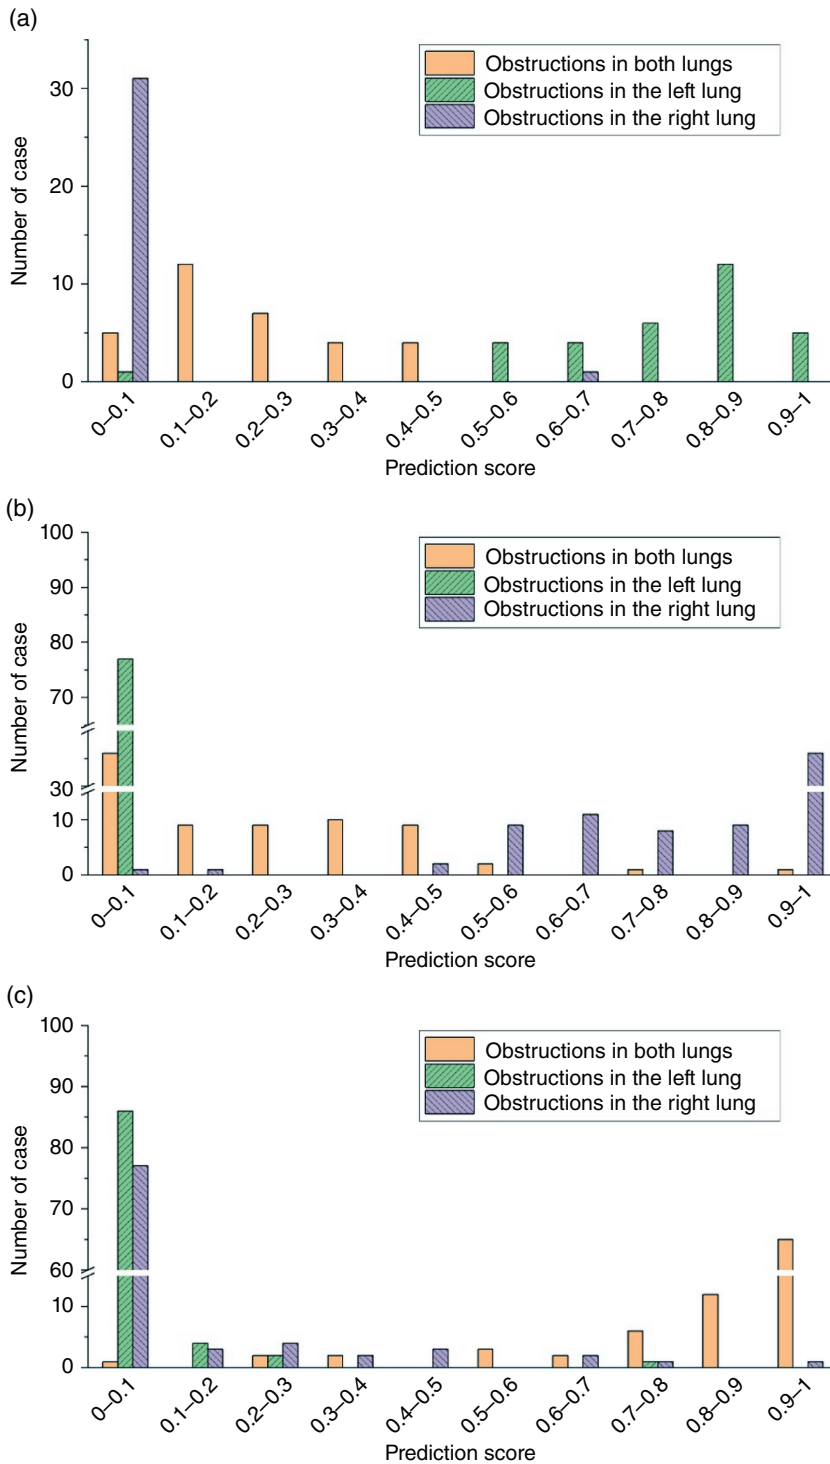 (a)
Obstructions in both lungs
Obstructions in the left lung
Obstructions in the right lung
Number of case
30
20
10
0
0–0.1
0.1–0.2
0.2–0.3
0.3–0.4
0.4–0.5
0.5–0.6
0.6–0.7
0.7–0.8
0.8–0.9
0.9–1
Prediction score
(b)
Obstructions in both lungs
Obstructions in the left lung
Obstructions in the right lung
Number of case
100
90
80
70
30
10
0
0–0.1
0.1–0.2
0.2–0.3
0.3–0.4
0.4–0.5
0.5–0.6
0.6–0.7
0.7–0.8
0.8–0.9
0.9–1
Prediction score
(c)
Obstructions in both lungs
Obstructions in the left lung
Obstructions in the right lung
Number of case
100
90
80
70
60
10
0
0–0.1
0.1–0.2
0.2–0.3
0.3–0.4
0.4–0.5
0.5–0.6
0.6–0.7
0.7–0.8
0.8–0.9
0.9–1
Prediction score